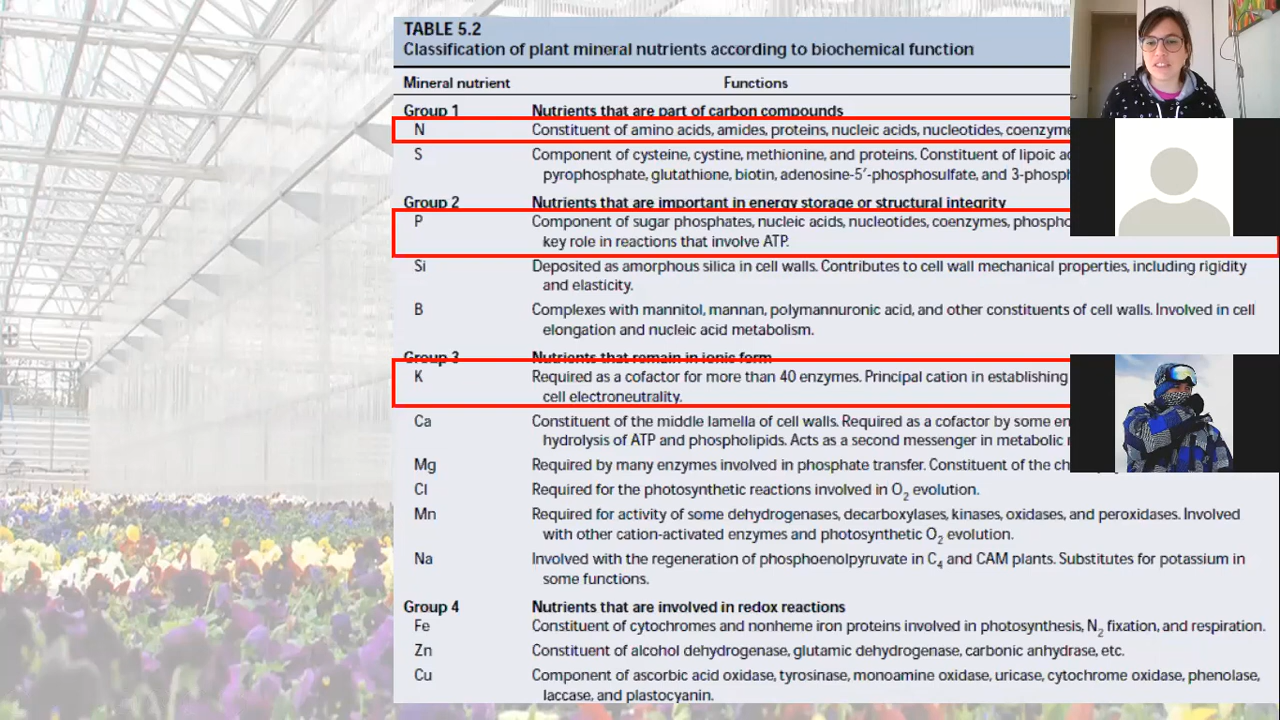 TABLE 5.2
Classification of plant mineral nutrients according to biochemical function
Mineral nutrient Functions
Group 1 Nutrients that are part of carbon compounds
N Constituent of amino acids, amides, proteins, nucleic acids, nucleotides, coenzyme
S Component of cysteine, cystine, methionine, and proteins. Constituent of lipoic
pyrophosphate, glutathione, biotin, adenosine-5′-phosphosulfate, and
Group 2 Nutrients that are important in energy storage or structural integrity
P Component of sugar phosphates, nucleic acids, nucleotides, coenzymes,
key role in reactions that involve ATP.
Si Deposited as amorphous silica in cell walls. Contributes to cell wall mechanical properties, including rigidity
and elasticity.
B Complexes with mannitol, mannan, polymannuronic acid, and other constituents of cell walls. Involved in cell
elongation and nucleic acid metabolism.
Group 3 Nutrients that remain in ionic form
K Required as a cofactor for more than 40 enzymes. Principal cation in establishing
cell electroneutrality.
Ca Constituent of the middle lamella of cell walls. Required as a cofactor by some
hydrolysis of ATP and phospholipids. Acts as a second messenger in metabolic
Mg Required by many enzymes involved in phosphate transfer. Constituent of the
Cl Required for the photosynthetic reactions involved in O2 evolution.
Mn Required for activity of some dehydrogenases, decarboxylases, kinases, oxidases, and peroxidases. Involved
with other cation-activated enzymes and photosynthetic O2 evolution.
Na Involved with the regeneration of phosphoenolpyruvate in C4 and CAM plants. Substitutes for potassium in
some functions.
Group 4 Nutrients that are involved in redox reactions
Fe Constituent of cytochromes and nonheme iron proteins involved in photosynthesis, N2 fixation, and respiration.
Zn Constituent of alcohol dehydrogenase, glutamic dehydrogenase, carbonic anhydrase, etc.
Cu Component of ascorbic acid oxidase, tyrosinase, monoamine oxidase, uricase, cytochrome oxidase, phenolase,
laccase, and plastocyanin.